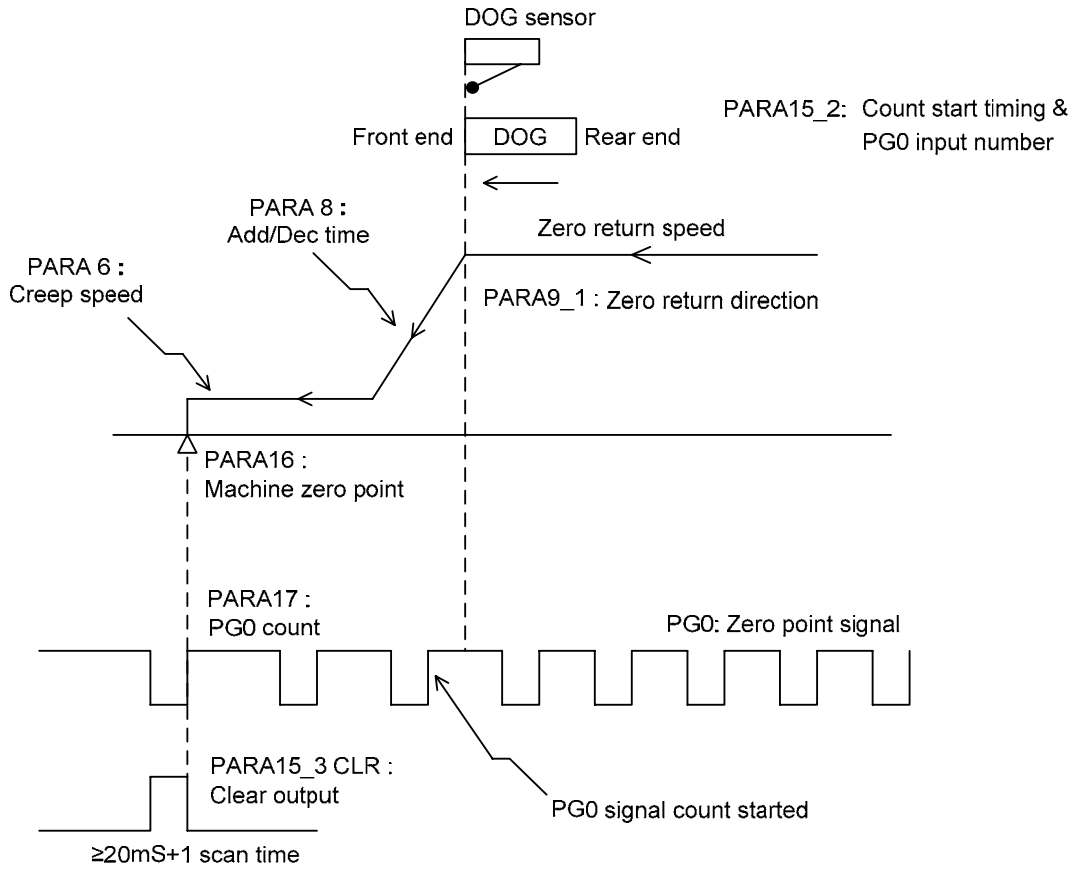 DOG sensor
PARA15_2: Count start timing &
PG0 input number
Front end
DOG
Rear end
PARA 8 :
Add/Dec time
Zero return speed
PARA 6 :
Creep speed
PARA9_1 : Zero return direction
PARA16 :
Machine zero point
PARA17 :
PG0 count
PG0: Zero point signal
PARA15_3 CLR :
Clear output
PG0 signal count started
≥20mS+1 scan time